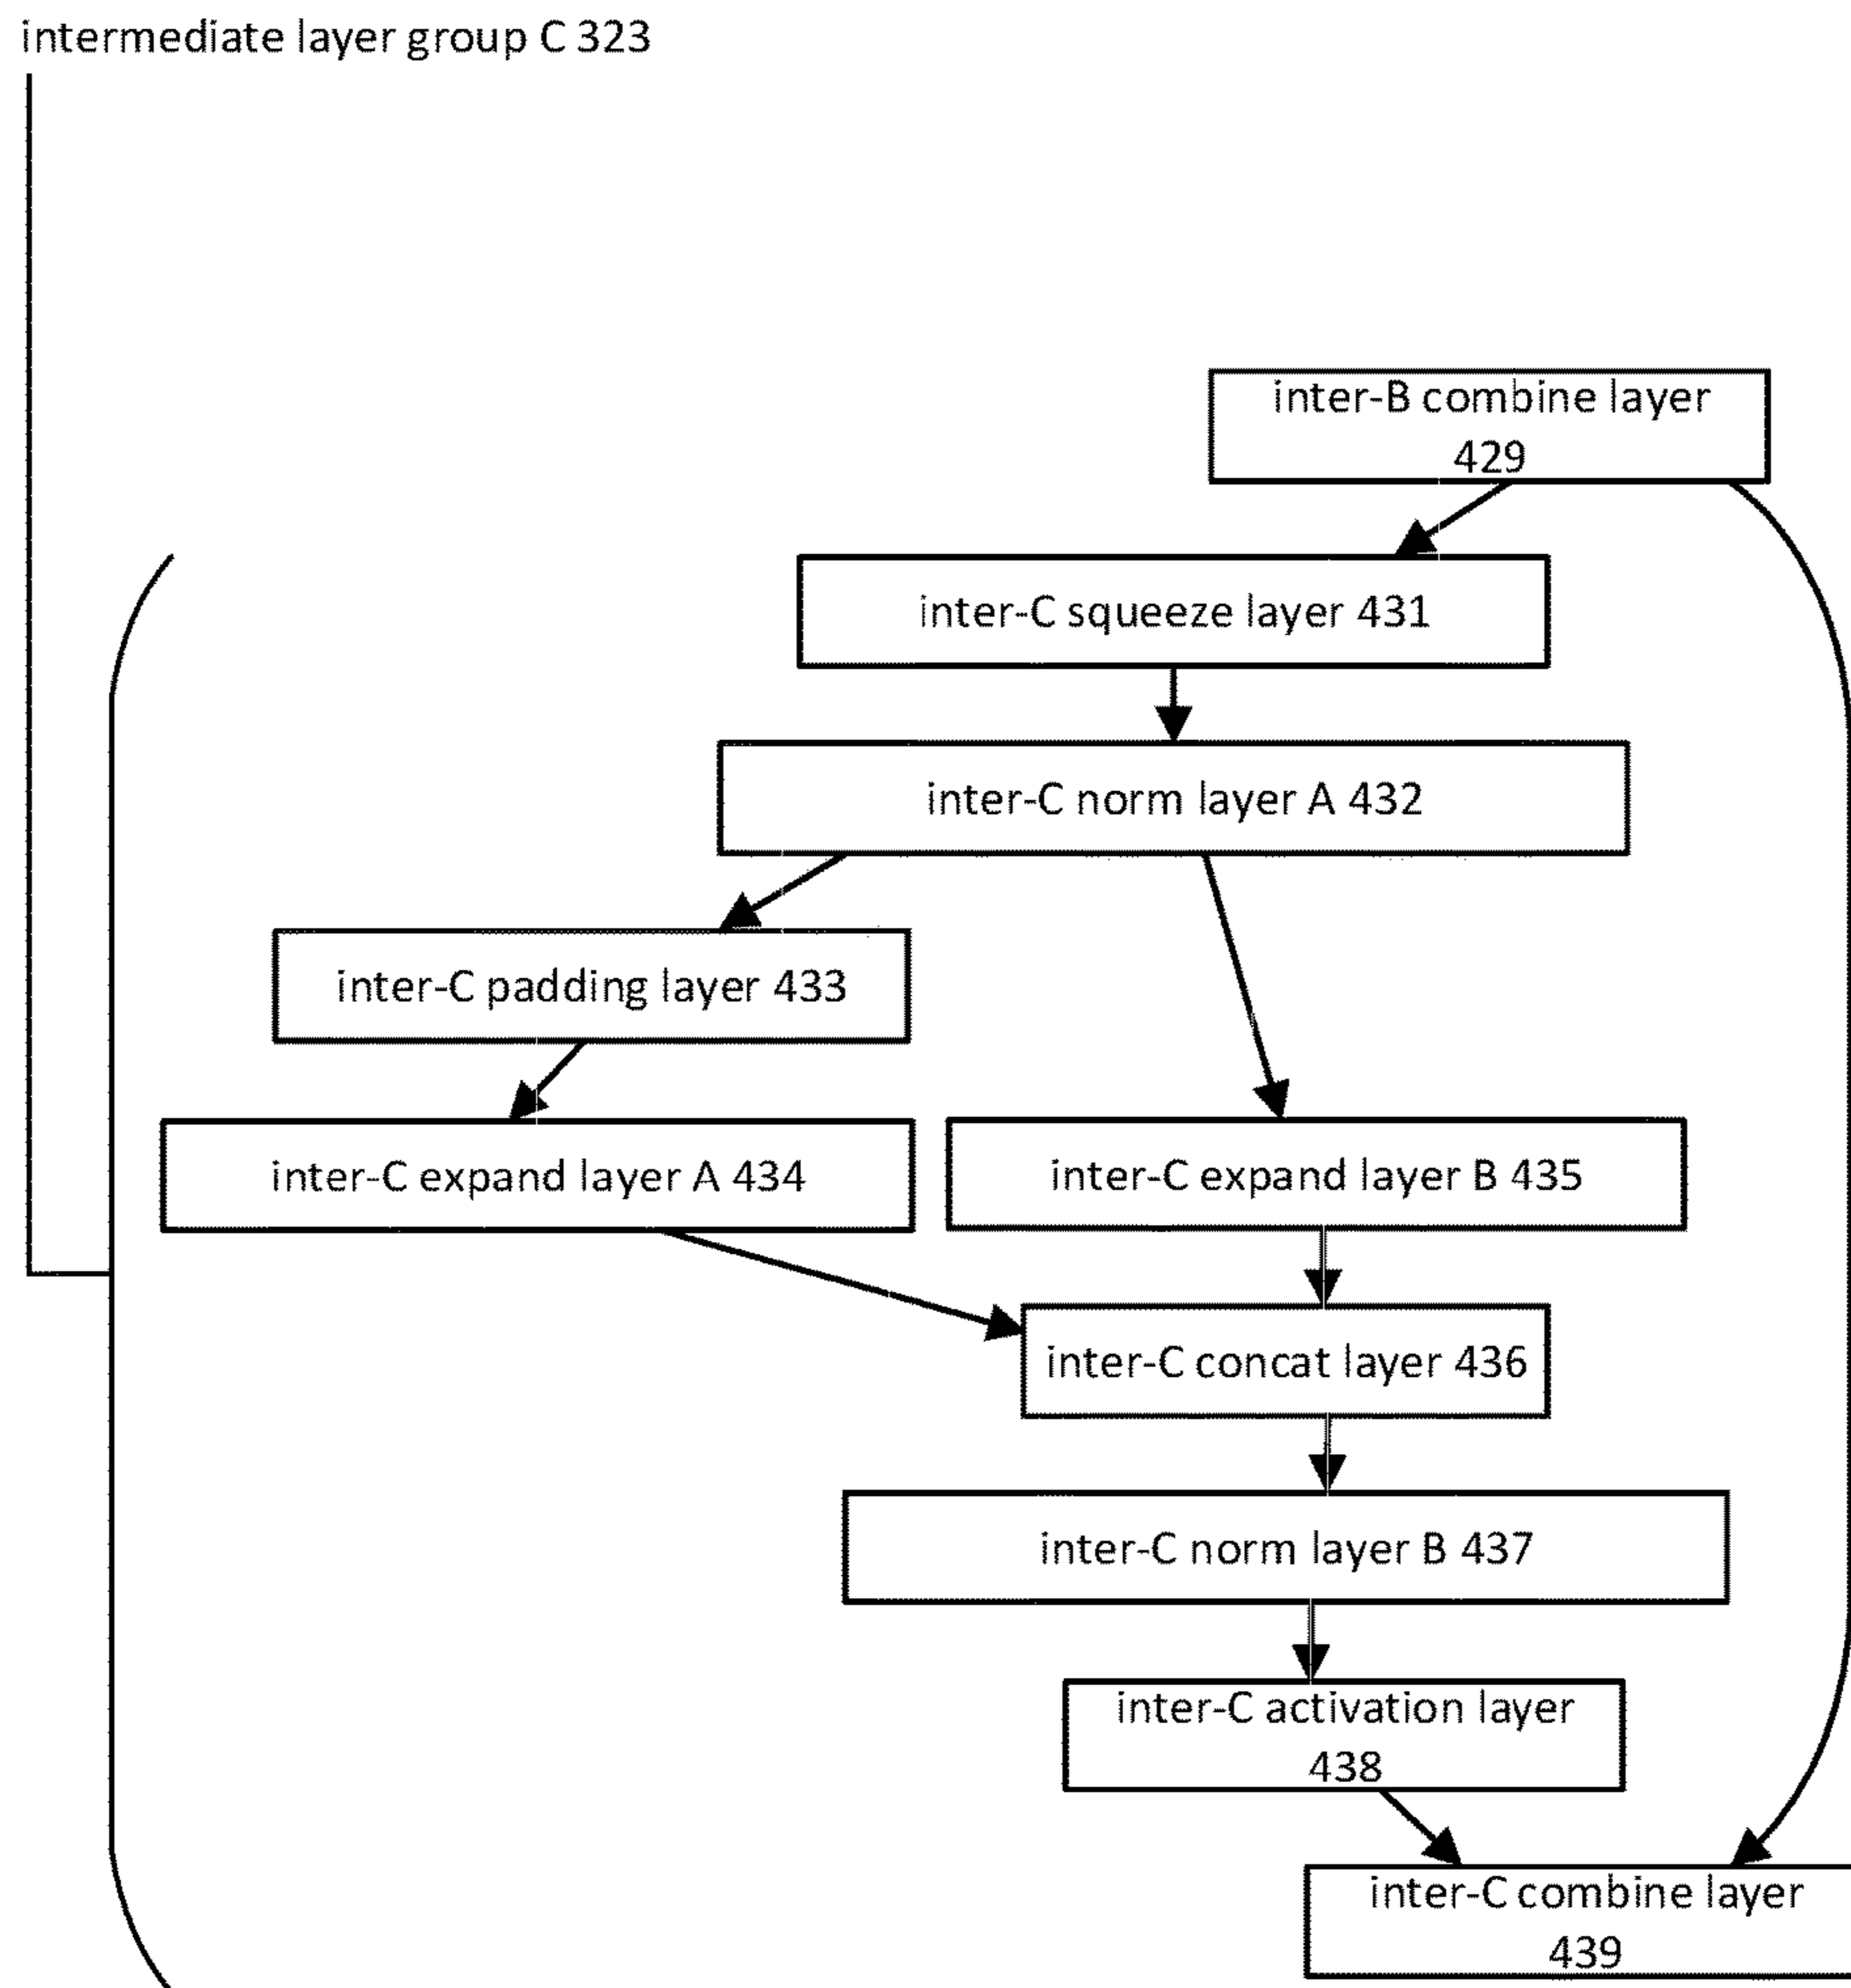 intermediate layer group C 323
inter-B combine layer
429
inter-C squeeze layer 431
inter-C norm layer A 432
inter-C padding layer 433
inter-C expand layer A 434
inter-C expand layer B 435
inter-C concat layer 436
inter-C norm layer B 437
inter-C activation layer
438
inter-C combine layer
439